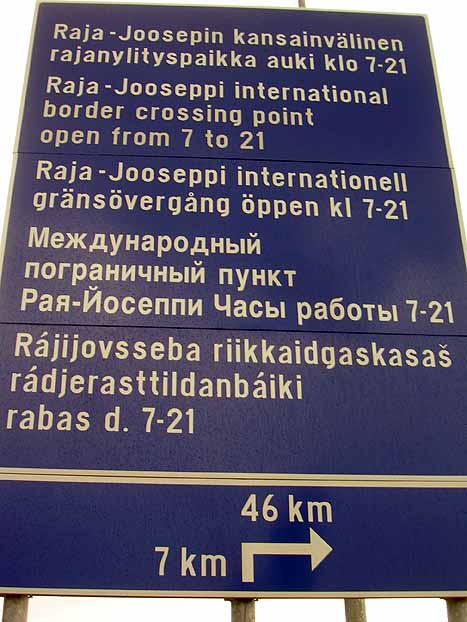 Raja-Joosepin kansainvälinen
rajanylityspaikka auki klo 7-21
Raja-Jooseppi international
border crossing point
open from 7 to 21
Raja-Jooseppi internationell
gränsövergång öppen kl 7-21
Международный
пограничный пункт
Рая-Йосеппи Часы работы 7-21
Rájijovsseba riikkaidgaskasaš
rádjerasttildanbáiki
rabas d. 7-21
46 km
7 km